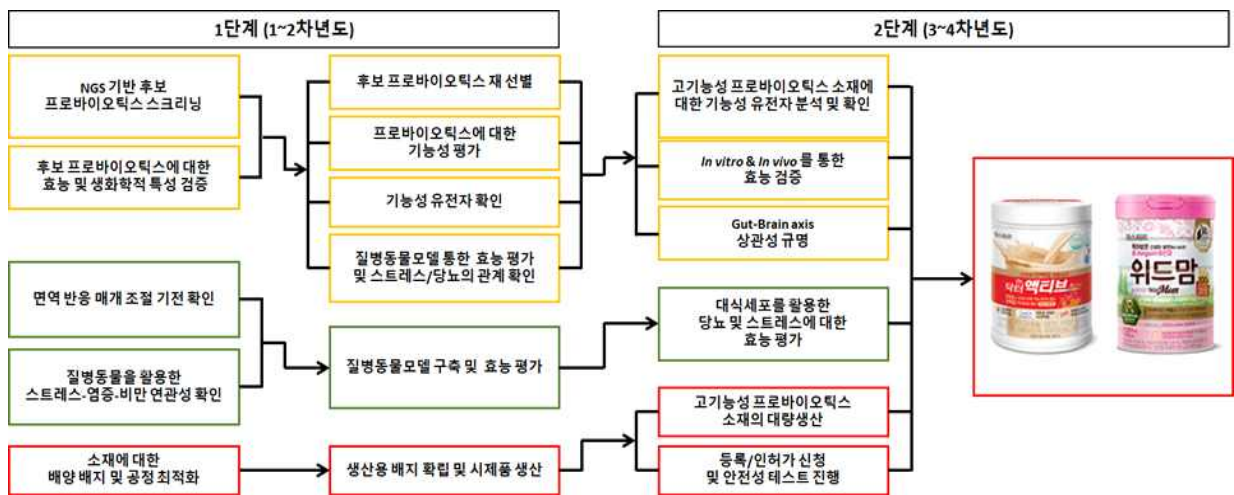 1단계 (1~2차년도)
2단계 (3~4차년도)
NGS 기반 후보
프로바이오틱스 스크리닝
후보 프로바이오틱스에 대한
효능 및 생화학적 특성 검증
후보 프로바이오틱스 재 선별
프로바이오틱스에 대한
기능성 평가
기능성 유전자 확인
질병동물모델 통한 효능 평가
및 스트레스/당뇨의 관계 확인
고기능성 프로바이오틱스 소재에
대한 기능성 유전자 분석 및 확인
In vitro & In vivo 를 통한
효능 검증
Gut-Brain axis
상관성 규명
면역 반응 매개 조절 기전 확인
질병동물을 활용한
스트레스-염증-비만 연관성 확인
질병동물모델 구축 및 효능 평가
대식세포를 활용한
당뇨 및 스트레스에 대한
효능 평가
소재에 대한
배양 배지 및 공정 최적화
생산용 배지 확립 및 시제품 생산
고기능성 프로바이오틱스
소재의 대량생산
등록/인허가 신청
및 안전성 테스트 진행
액티브
위드맘